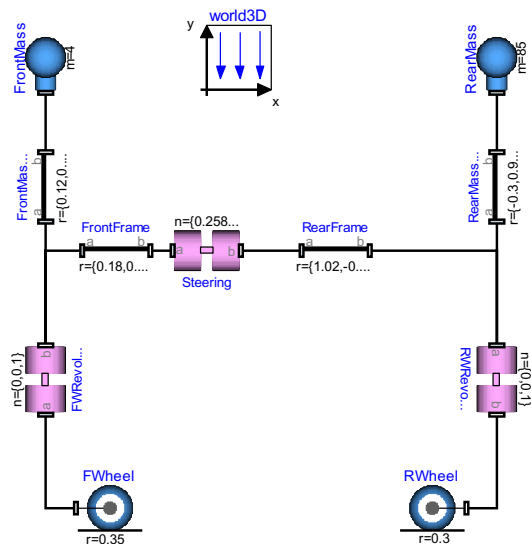 world3D
y
x
FrontMass
m=4
RearMass
m=85
FrontMas...
b
a
r={0.12,0....
RearMass...
b
a
r={-0.3,0.9...
FrontFrame
a
b
r={0.18,0....
n={0.258...
a
b
Steering
RearFrame
a
b
r={1.02,-0....
n={0,0,1}
b
a
FWRevol...
RWRevo...
a
b
n={0,0,1}
FWheel
r=0.35
RWheel
r=0.3